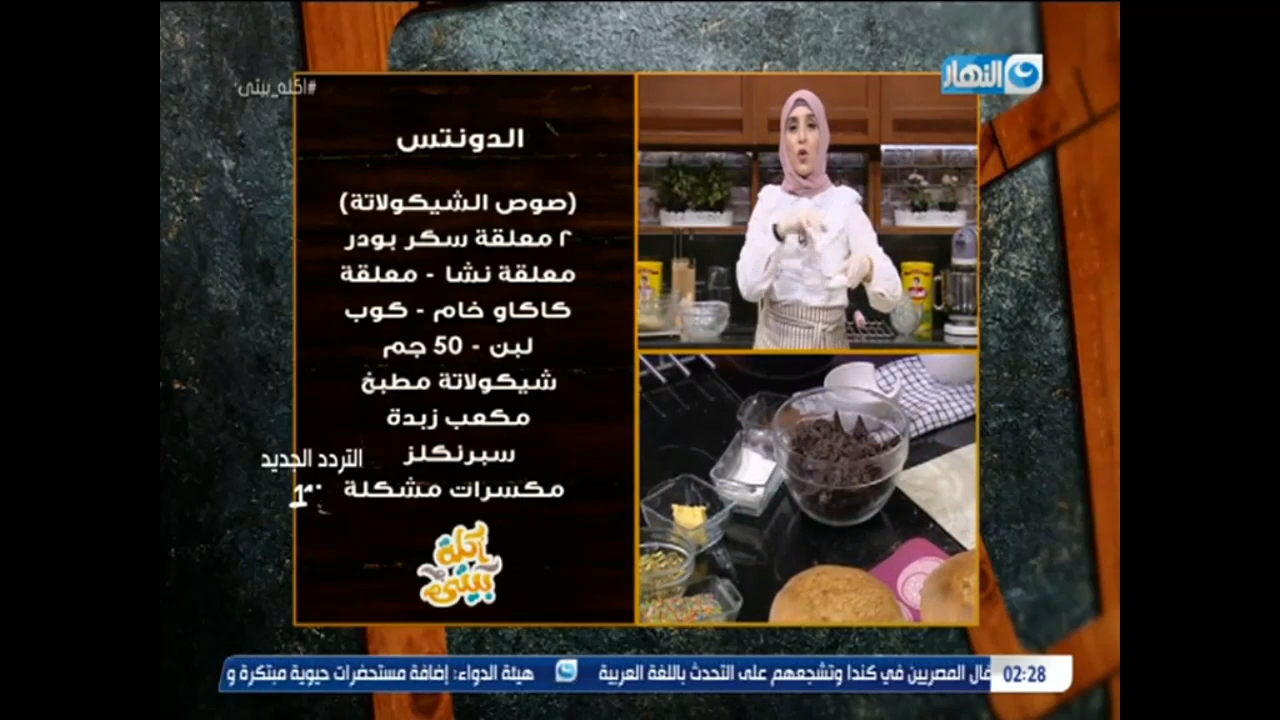 #اكله_بيتى
النهار
الدونتس
(صوص الشيكولاتة)
٢ معلقة سكر بودر
معلقة نشا - معلقة
كاكاو خام - كوب
لبن - 50 جم
شيكولاتة مطبخ
مكعب زبدة
سبرنكلز
مكسرات مشكلة
التردد الجديد
أكلة
بيتي
02:28
فال المصريين في كندا وتشجعهم على التحدث باللغة العربية
هيئة الدواء: إضافة مستحضرات حيوية مبتكرة و